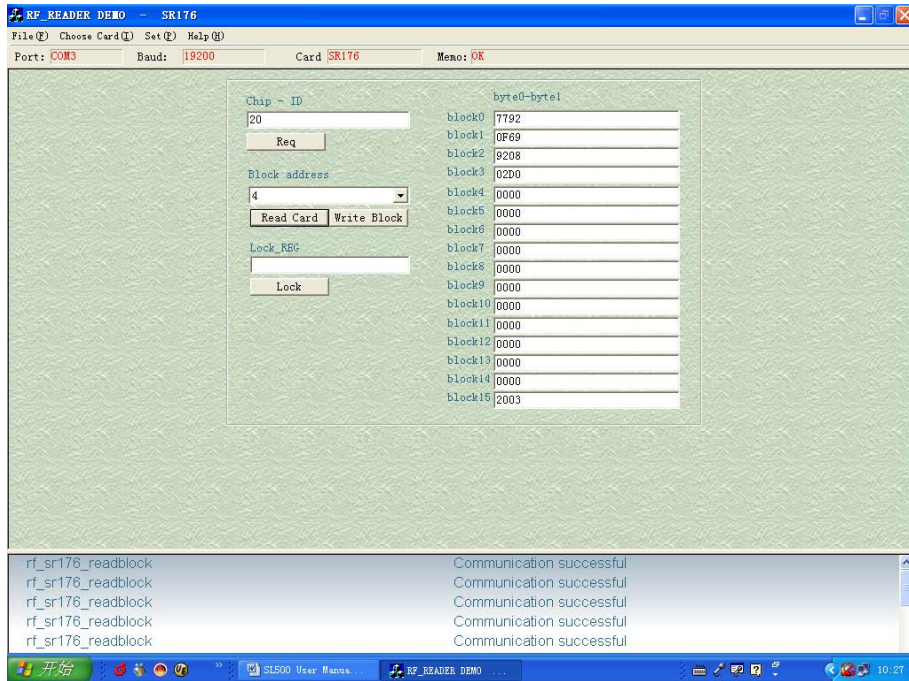 RF_READER DEMO - SR176
File(F) Choose Card(I) Set(P) Help(H)
Port: COM3 Baud: 19200 Card SR176 Memo: OK
Chip - ID
20
Req
Block address
4
Read Card Write Block
Lock_REG
Lock
byte0-byte1
block0 7792
block1 0F69
block2 9208
block3 02D0
block4 0000
block5 0000
block6 0000
block7 0000
block8 0000
block9 0000
block10 0000
block11 0000
block12 0000
block13 0000
block14 0000
block15 2003
rf_sr176_readblock Communication successful
rf_sr176_readblock Communication successful
rf_sr176_readblock Communication successful
rf_sr176_readblock Communication successful
rf_sr176_readblock Communication successful
开始 SL500 User Manua... RF_READER DEMO ... 10:27